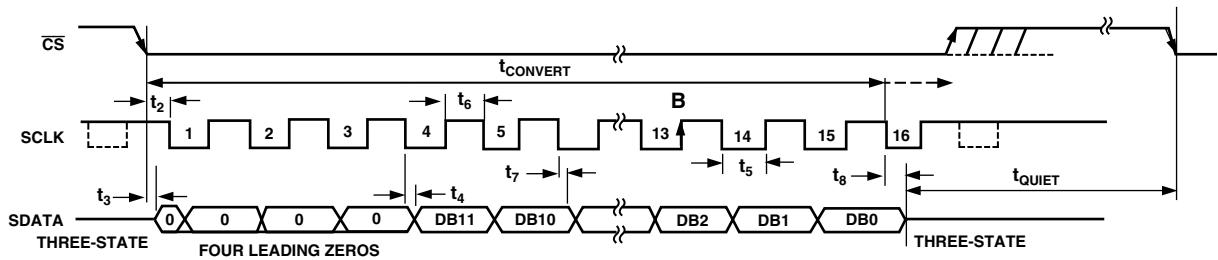 CS
tCONVERT
t2
t6
B
SCLK
1 2 3 4 5 13 14 15 16
t3
t4
t7
t5
t8
tQUIET
SDATA
0 0 0 0 DB11 DB10 DB2 DB1 DB0
THREE-STATE
FOUR LEADING ZEROS
THREE-STATE